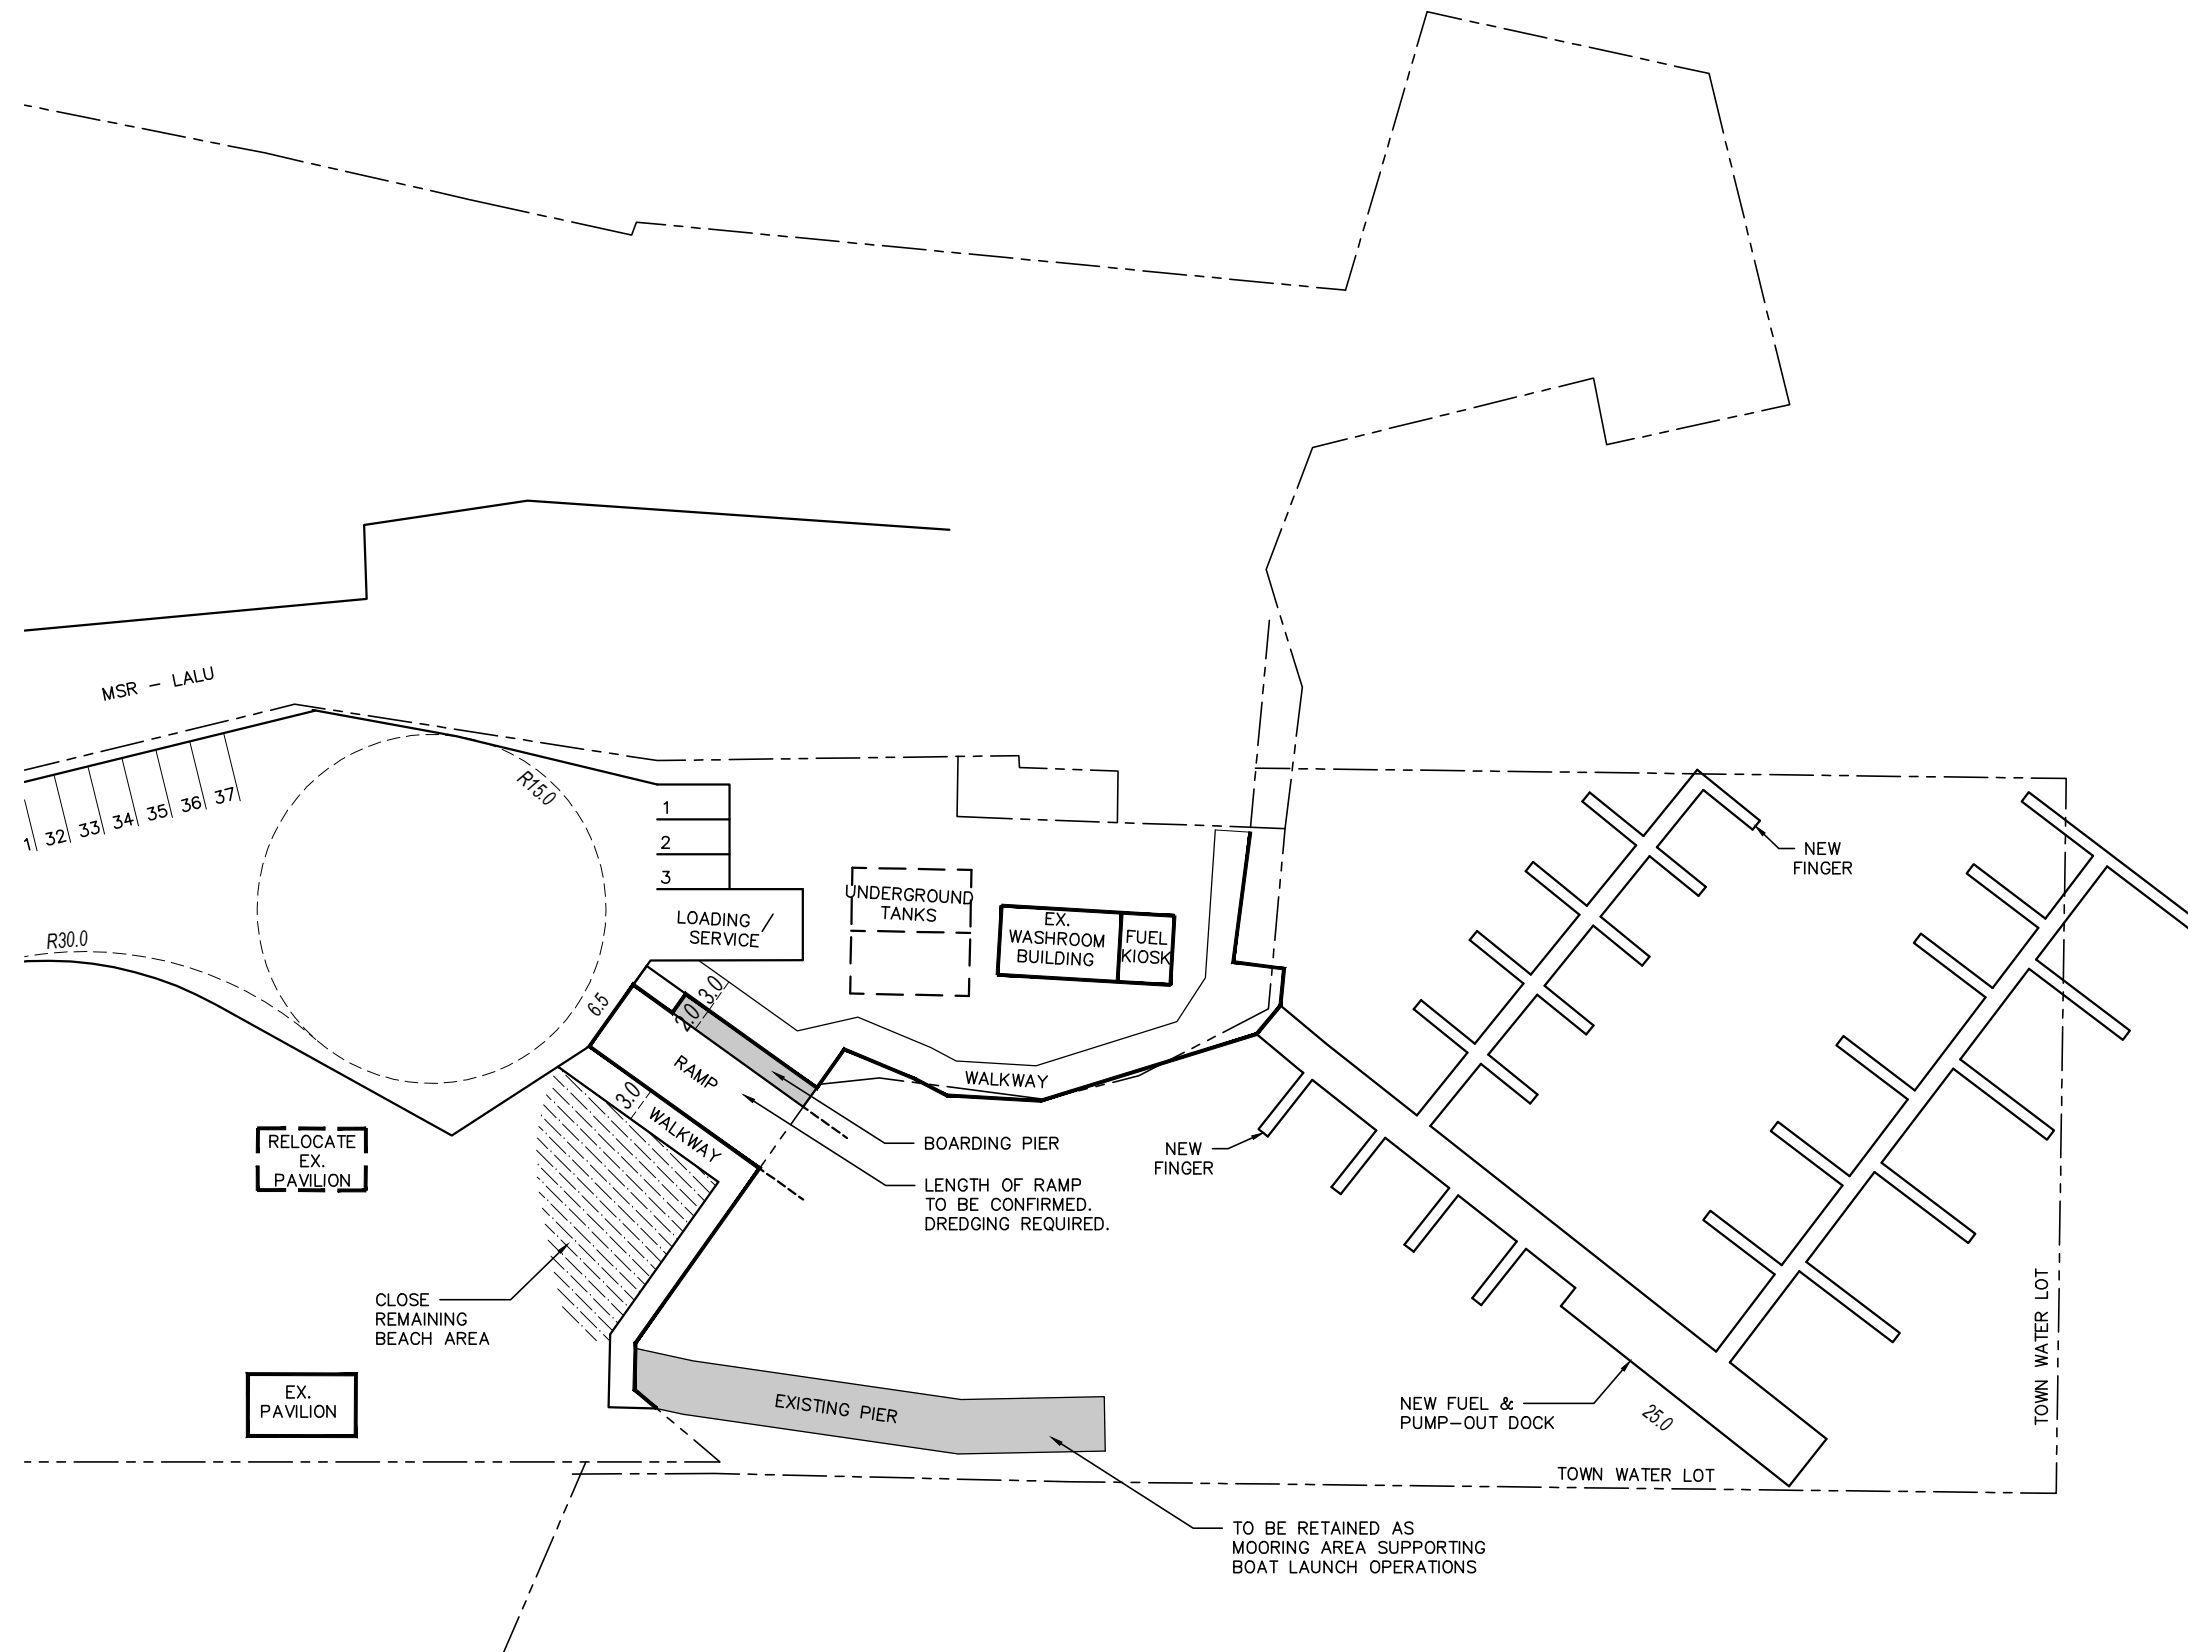 MSR - LALU
1
32
33
34
35
36
37
R15.0
R30.0
1
2
3
LOADING /
SERVICE
6.5
2.0
3.0
UNDERGROUND
TANKS
EX.
WASHROOM
BUILDING
FUEL
KIOSK
NEW
FINGER
RAMP
3.0
WALKWAY
WALKWAY
BOARDING PIER
LENGTH OF RAMP
TO BE CONFIRMED.
DREDGING REQUIRED.
NEW
FINGER
RELOCATE
EX.
PAVILION
CLOSE
REMAINING
BEACH AREA
EX.
PAVILION
EXISTING PIER
NEW FUEL &
PUMP-OUT DOCK
25.0
TOWN WATER LOT
TOWN WATER LOT
TO BE RETAINED AS
MOORING AREA SUPPORTING
BOAT LAUNCH OPERATIONS